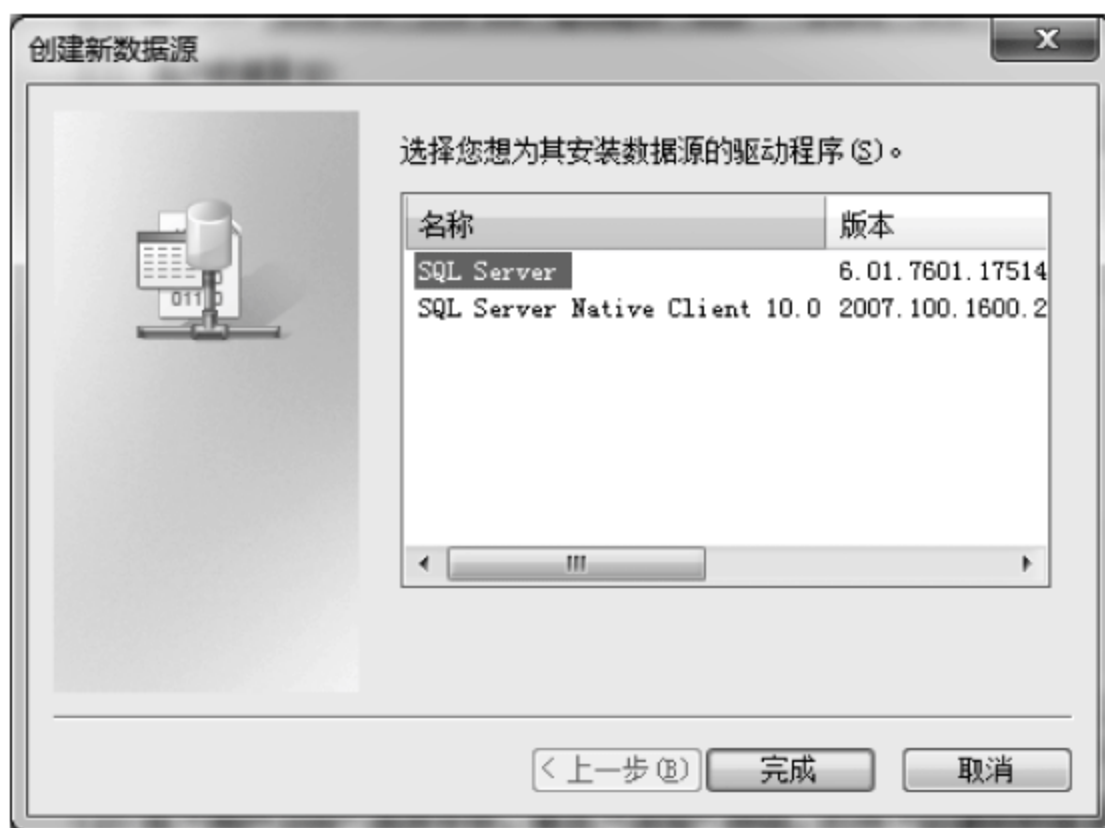 创建新数据源
选择您想为其安装数据源的驱动程序(S)。
名称 版本
SQL Server 6.01.7601.17514
SQL Server Native Client 10.0 2007.100.1600.2
< 上一步(B) 完成 取消